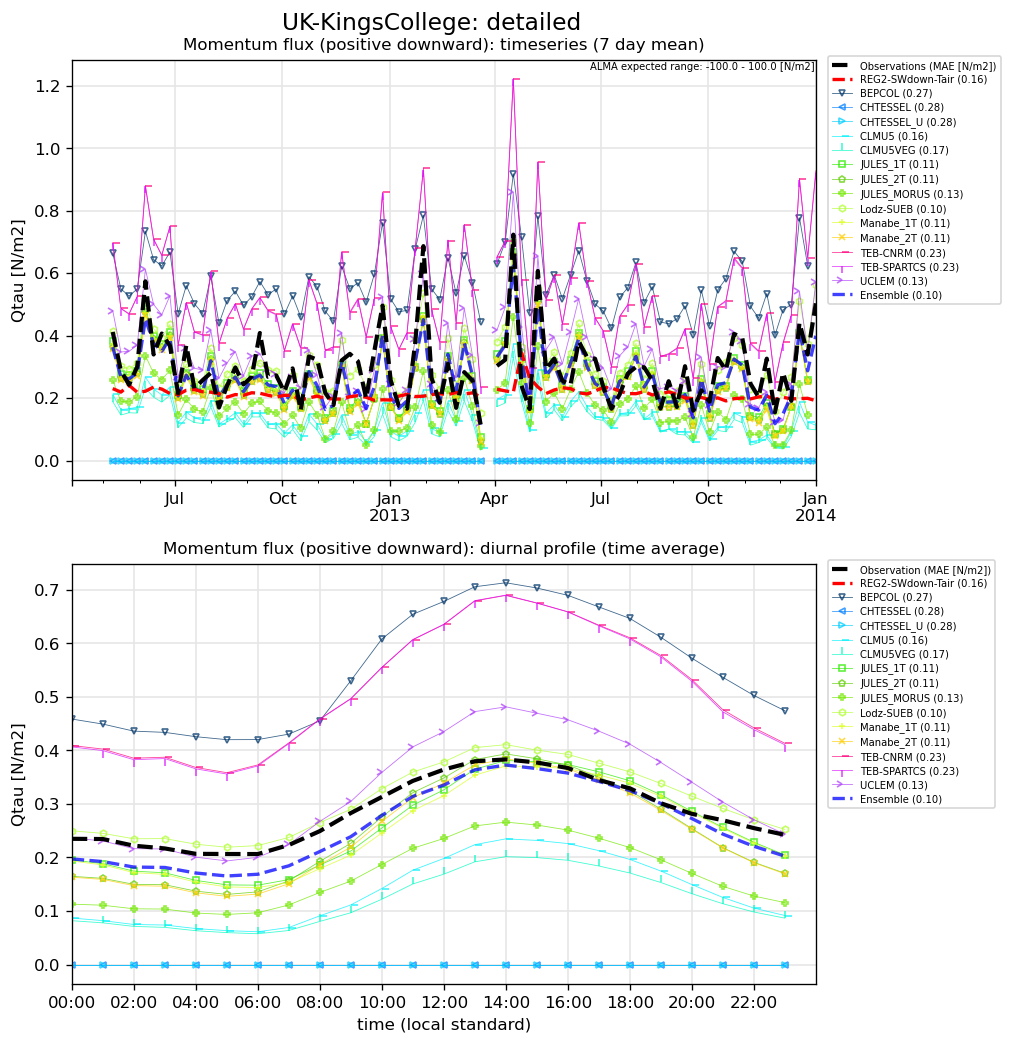 UK-KingsCollege: detailed
Momentum flux (positive downward): timeseries (7 day mean)
ALMA expected range: -100.0 - 100.0 [N/m2]
Qtau [N/m2]
1.2
1.0
0.8
0.6
0.4
0.2
0.0
Jul
Oct
Jan
2013
Apr
Jul
Oct
Jan
2014
Observations (MAE [N/m2])
REG2-SWdown-Tair (0.16)
BEPCOL (0.27)
CHTESSEL (0.28)
CHTESSEL_U (0.28)
CLMU5 (0.16)
CLMU5VEG (0.17)
JULES_1T (0.11)
JULES_2T (0.11)
JULES_MORUS (0.13)
Lodz-SUEB (0.10)
Manabe_1T (0.11)
Manabe_2T (0.11)
TEB-CNRM (0.23)
TEB-SPARTCS (0.23)
UCLEM (0.13)
Ensemble (0.10)
Momentum flux (positive downward): diurnal profile (time average)
Qtau [N/m2]
0.7
0.6
0.5
0.4
0.3
0.2
0.1
0.0
00:00
02:00
04:00
06:00
08:00
10:00
12:00
14:00
16:00
18:00
20:00
22:00
time (local standard)
Observation (MAE [N/m2])
REG2-SWdown-Tair (0.16)
BEPCOL (0.27)
CHTESSEL (0.28)
CHTESSEL_U (0.28)
CLMU5 (0.16)
CLMU5VEG (0.17)
JULES_1T (0.11)
JULES_2T (0.11)
JULES_MORUS (0.13)
Lodz-SUEB (0.10)
Manabe_1T (0.11)
Manabe_2T (0.11)
TEB-CNRM (0.23)
TEB-SPARTCS (0.23)
UCLEM (0.13)
Ensemble (0.10)